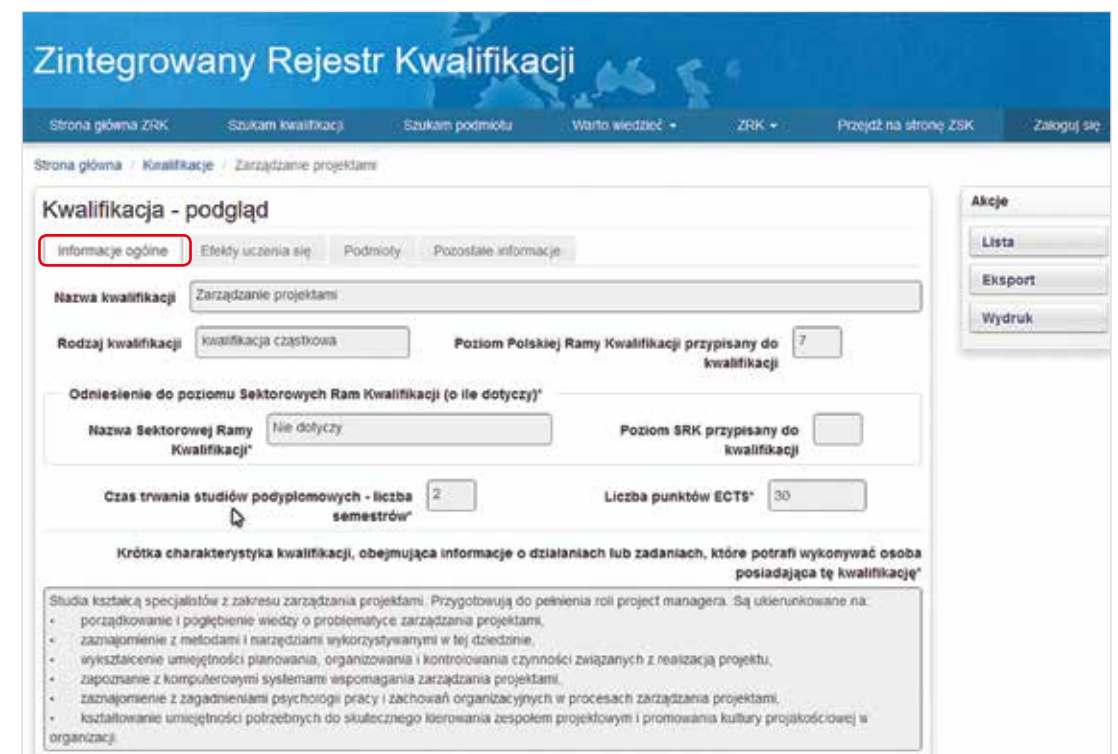 Zintegrowany Rejestr Kwalifikacji
Strona główna ZRK Szukam kwalifikacji Szukam podmiotu Warto wiedzieć ZRK Przejdź na stronę ZSK Zaloguj się
Strona główna / Kwalifikacje / Zarządzanie projektami
Kwalifikacja - podgląd
Informacje ogólne Efekty uczenia się Podmioty Pozostałe informacje
Nazwa kwalifikacji Zarządzanie projektami
Rodzaj kwalifikacji kwalifikacja cząstkowa Poziom Polskiej Ramy Kwalifikacji przypisany do 7
kwalifikacji
Odniesienie do poziomu Sektorowych Ram Kwalifikacji (o ile dotyczy)*
Nazwa Sektorowej Ramy Nie dotyczy Poziom SRK przypisany do
Kwalifikacji* kwalifikacji
Czas trwania studiów podyplomowych - liczba 2 Liczba punktów ECTS* 30
semestrów*
Krótka charakterystyka kwalifikacji, obejmująca informacje o działaniach lub zadaniach, które potrafi wykonywać osoba
posiadająca tę kwalifikację*
Studia kształcą specjalistów z zakresu zarządzania projektami. Przygotowują do pełnienia roli project managera. Są ukierunkowane na:
• porządkowanie i pogłębienie wiedzy o problematyce zarządzania projektami,
• zaznajomienie z metodami i narzędziami wykorzystywanymi w tej dziedzinie,
• wykształcenie umiejętności planowania, organizowania i kontrolowania czynności związanych z realizacją projektu,
• zapoznanie z komputerowymi systemami wspomagania zarządzania projektami,
• zaznajomienie z zagadnieniami psychologii pracy i zachowań organizacyjnych w procesach zarządzania projektami,
• kształtowanie umiejętności potrzebnych do skutecznego kierowania zespołem projektowym i promowania kultury projakościowej w
organizacji.
Akcje
Lista
Eksport
Wydruk